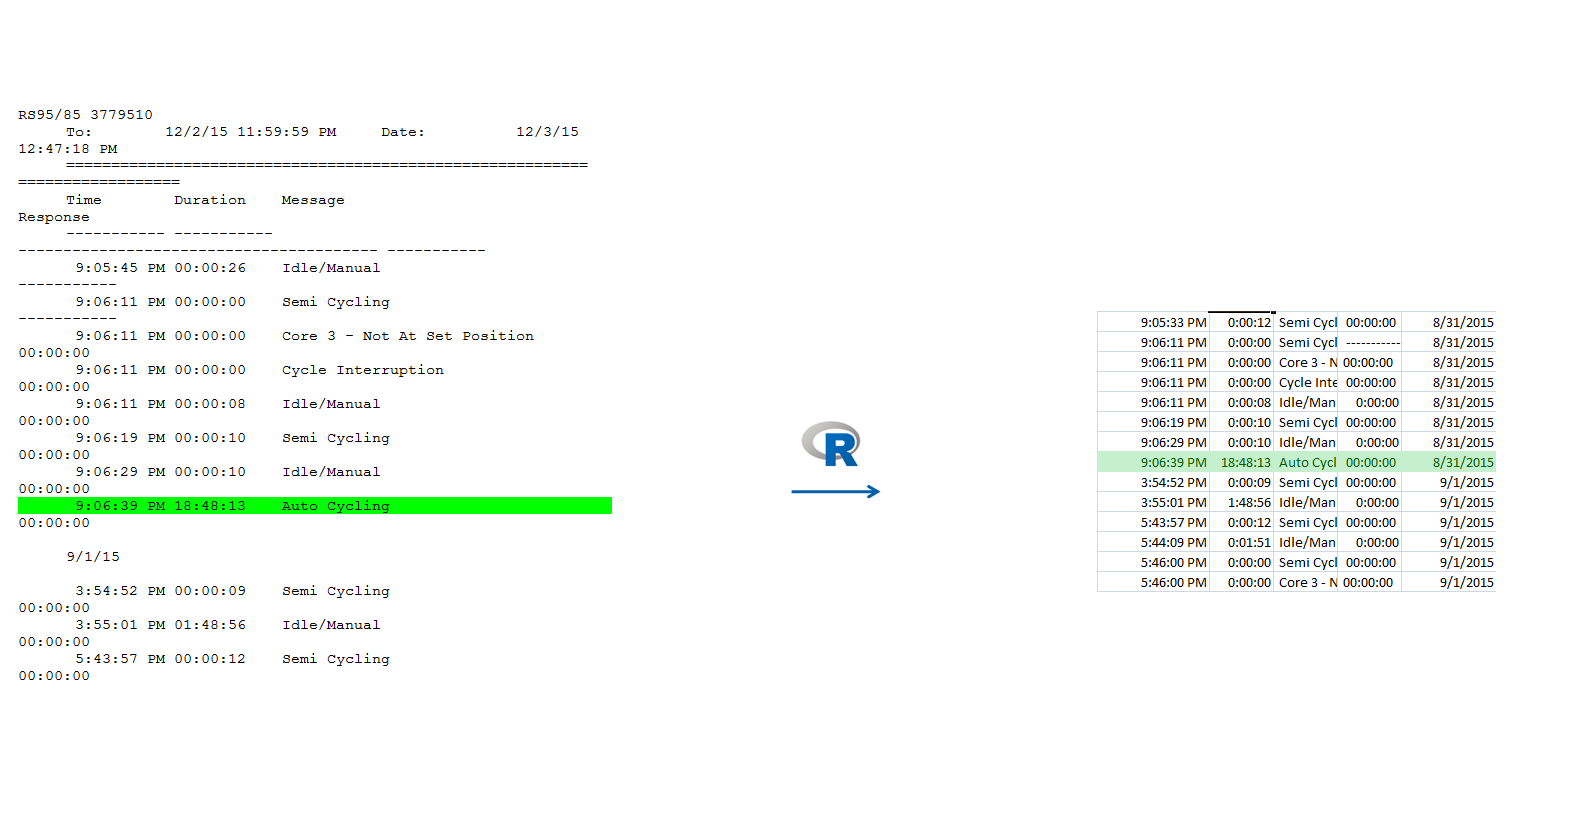 RS95/85 3779510
To: 12/2/15 11:59:59 PM Date: 12/3/15
12:47:18 PM
==========================================================
==================
Time Duration Message
Response
----------- -----------
---------------------------------------- -----------
9:05:45 PM 00:00:26 Idle/Manual
-----------
9:06:11 PM 00:00:00 Semi Cycling
-----------
9:06:11 PM 00:00:00 Core 3 - Not At Set Position
00:00:00
9:06:11 PM 00:00:00 Cycle Interruption
00:00:00
9:06:11 PM 00:00:08 Idle/Manual
00:00:00
9:06:19 PM 00:00:10 Semi Cycling
00:00:00
9:06:29 PM 00:00:10 Idle/Manual
00:00:00
9:06:39 PM 18:48:13 Auto Cycling
00:00:00
9/1/15
3:54:52 PM 00:00:09 Semi Cycling
00:00:00
3:55:01 PM 01:48:56 Idle/Manual
00:00:00
5:43:57 PM 00:00:12 Semi Cycling
00:00:00
R
9:05:33 PM 0:00:12 Semi Cycl 00:00:00 8/31/2015
9:06:11 PM 0:00:00 Semi Cycl ----------- 8/31/2015
9:06:11 PM 0:00:00 Core 3 - N 00:00:00 8/31/2015
9:06:11 PM 0:00:00 Cycle Inte 00:00:00 8/31/2015
9:06:11 PM 0:00:08 Idle/Man 0:00:00 8/31/2015
9:06:19 PM 0:00:10 Semi Cycl 00:00:00 8/31/2015
9:06:29 PM 0:00:10 Idle/Man 0:00:00 8/31/2015
9:06:39 PM 18:48:13 Auto Cycl 00:00:00 8/31/2015
3:54:52 PM 0:00:09 Semi Cycl 00:00:00 9/1/2015
3:55:01 PM 1:48:56 Idle/Man 0:00:00 9/1/2015
5:43:57 PM 0:00:12 Semi Cycl 00:00:00 9/1/2015
5:44:09 PM 0:01:51 Idle/Man 0:00:00 9/1/2015
5:46:00 PM 0:00:00 Semi Cycl 00:00:00 9/1/2015
5:46:00 PM 0:00:00 Core 3 - N 00:00:00 9/1/2015